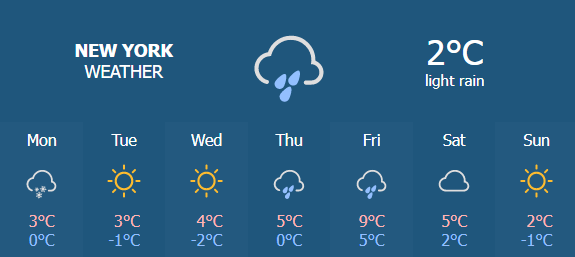 NEW YORK
WEATHER
2°C
light rain
Mon Tue Wed Thu Fri Sat Sun
3°C 3°C 4°C 5°C 9°C 5°C 2°C
0°C -1°C -2°C 0°C 5°C 2°C -1°C